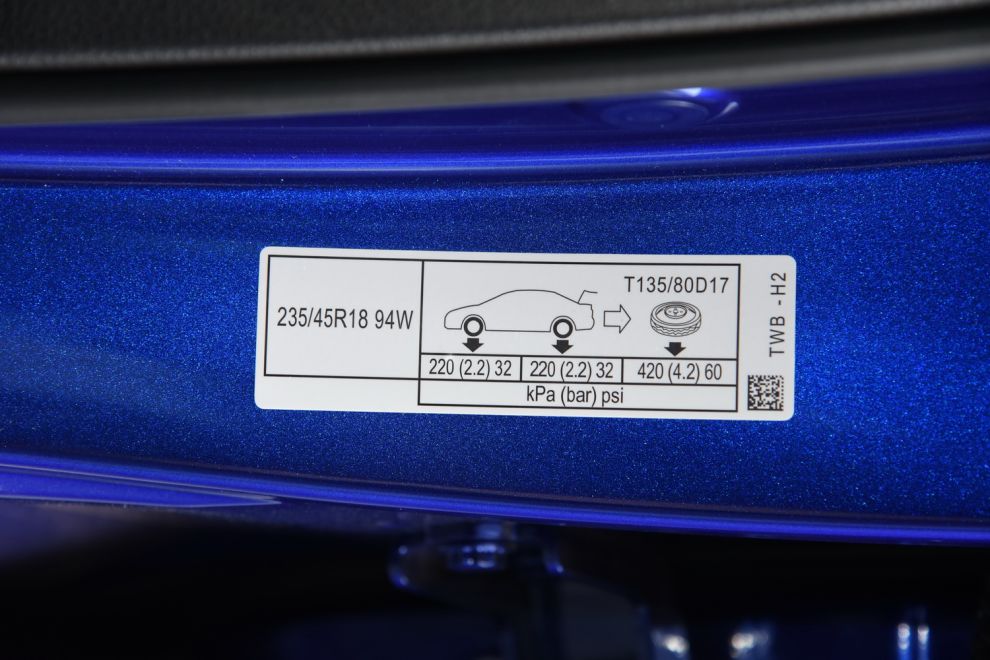 235/45R18 94W
T135/80D17
220 (2.2) 32
220 (2.2) 32
420 (4.2) 60
kPa (bar) psi
TWB - H2